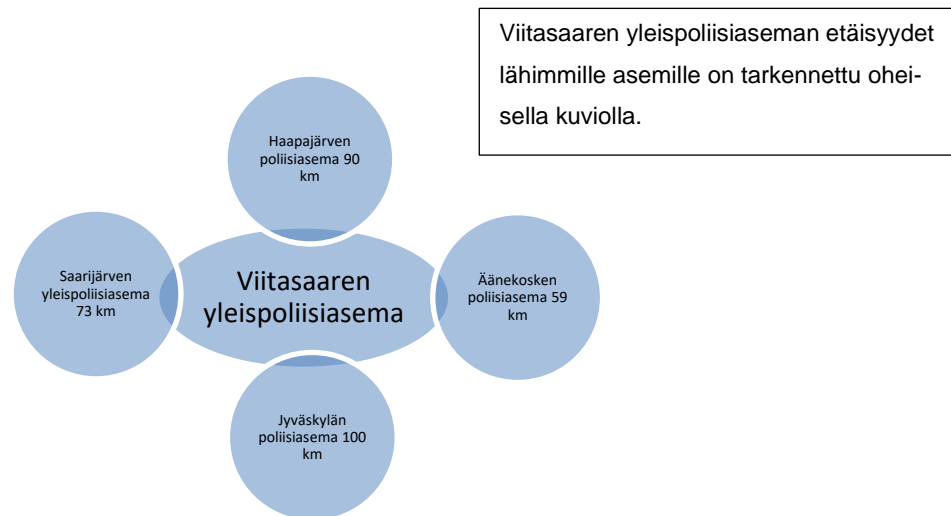 Viitasaaren yleispoliisiaseman etäisyydet
lähimmille asemille on tarkennettu ohei-
sella kuviolla.
Haapajärven
poliisiasema 90
km
Saarijärven
yleispoliisiasema
73 km
Viitasaaren
yleispoliisiasema
Äänekosken
poliisiasema 59
km
Jyväskylän
poliisiasema 100
km